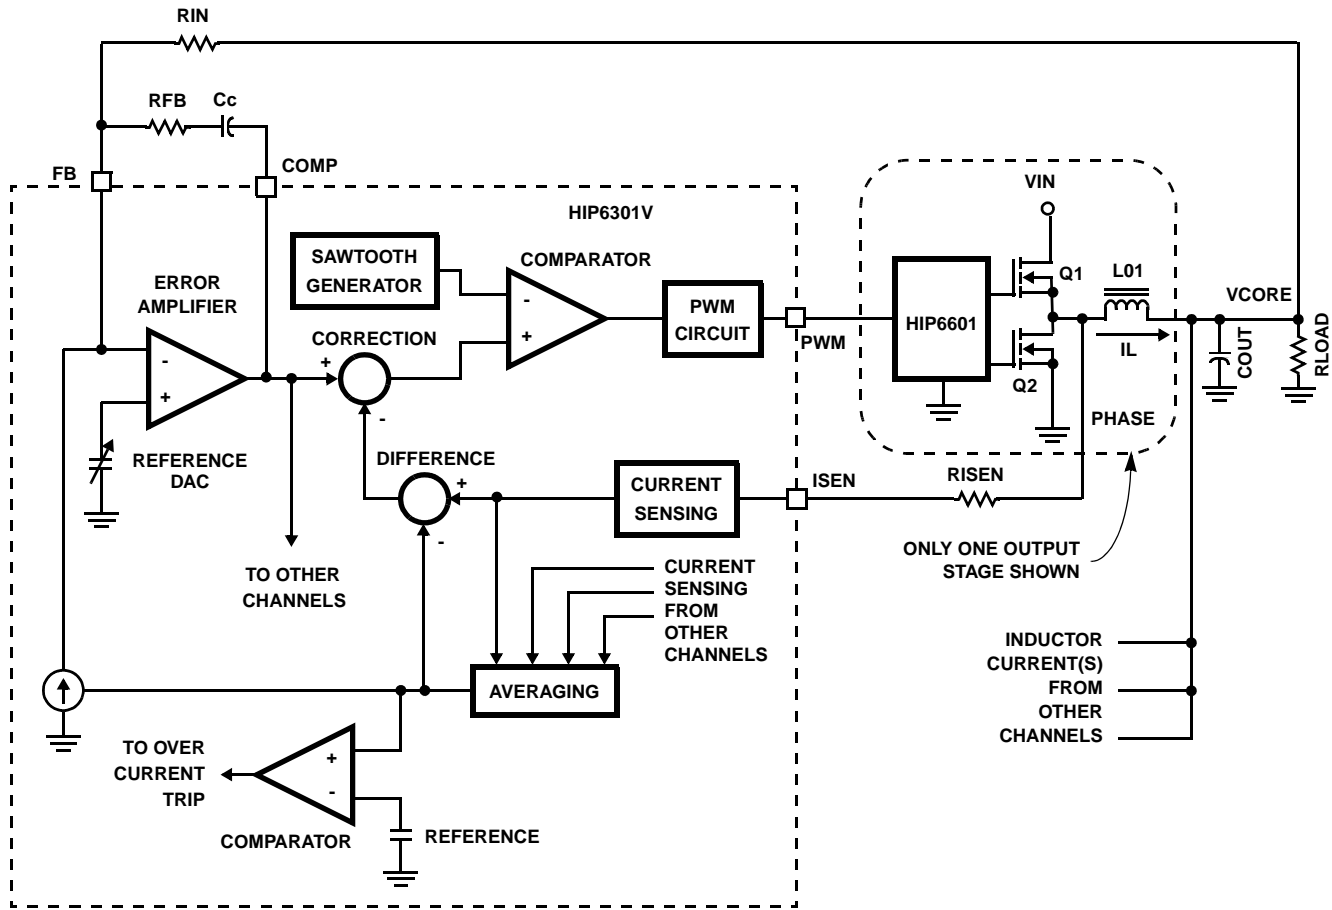 RIN
RFB
Cc
FB
COMP
HIP6301V
SAWTOOTH
GENERATOR
COMPARATOR
-
+
ERROR
AMPLIFIER
-
+
CORRECTION
+
-
PWM
CIRCUIT
PWM
VIN
HIP6601
Q1
Q2
L01
IL
PHASE
VCORE
COUT
RLOAD
REFERENCE
DAC
DIFFERENCE
+
-
CURRENT
SENSING
ISEN
RISEN
ONLY ONE OUTPUT
STAGE SHOWN
TO OTHER
CHANNELS
CURRENT
SENSING
FROM
OTHER
CHANNELS
AVERAGING
INDUCTOR
CURRENT(S)
FROM
OTHER
CHANNELS
TO OVER
CURRENT
TRIP
+
-
COMPARATOR
REFERENCE